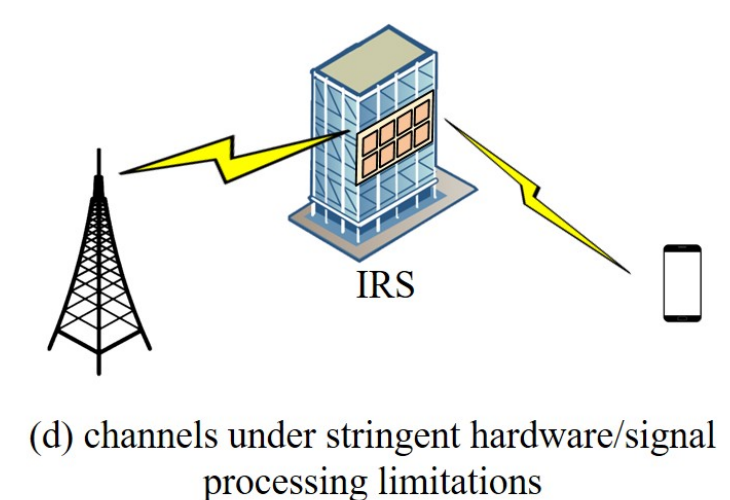 IRS
(d) channels under stringent hardware/signal
processing limitations